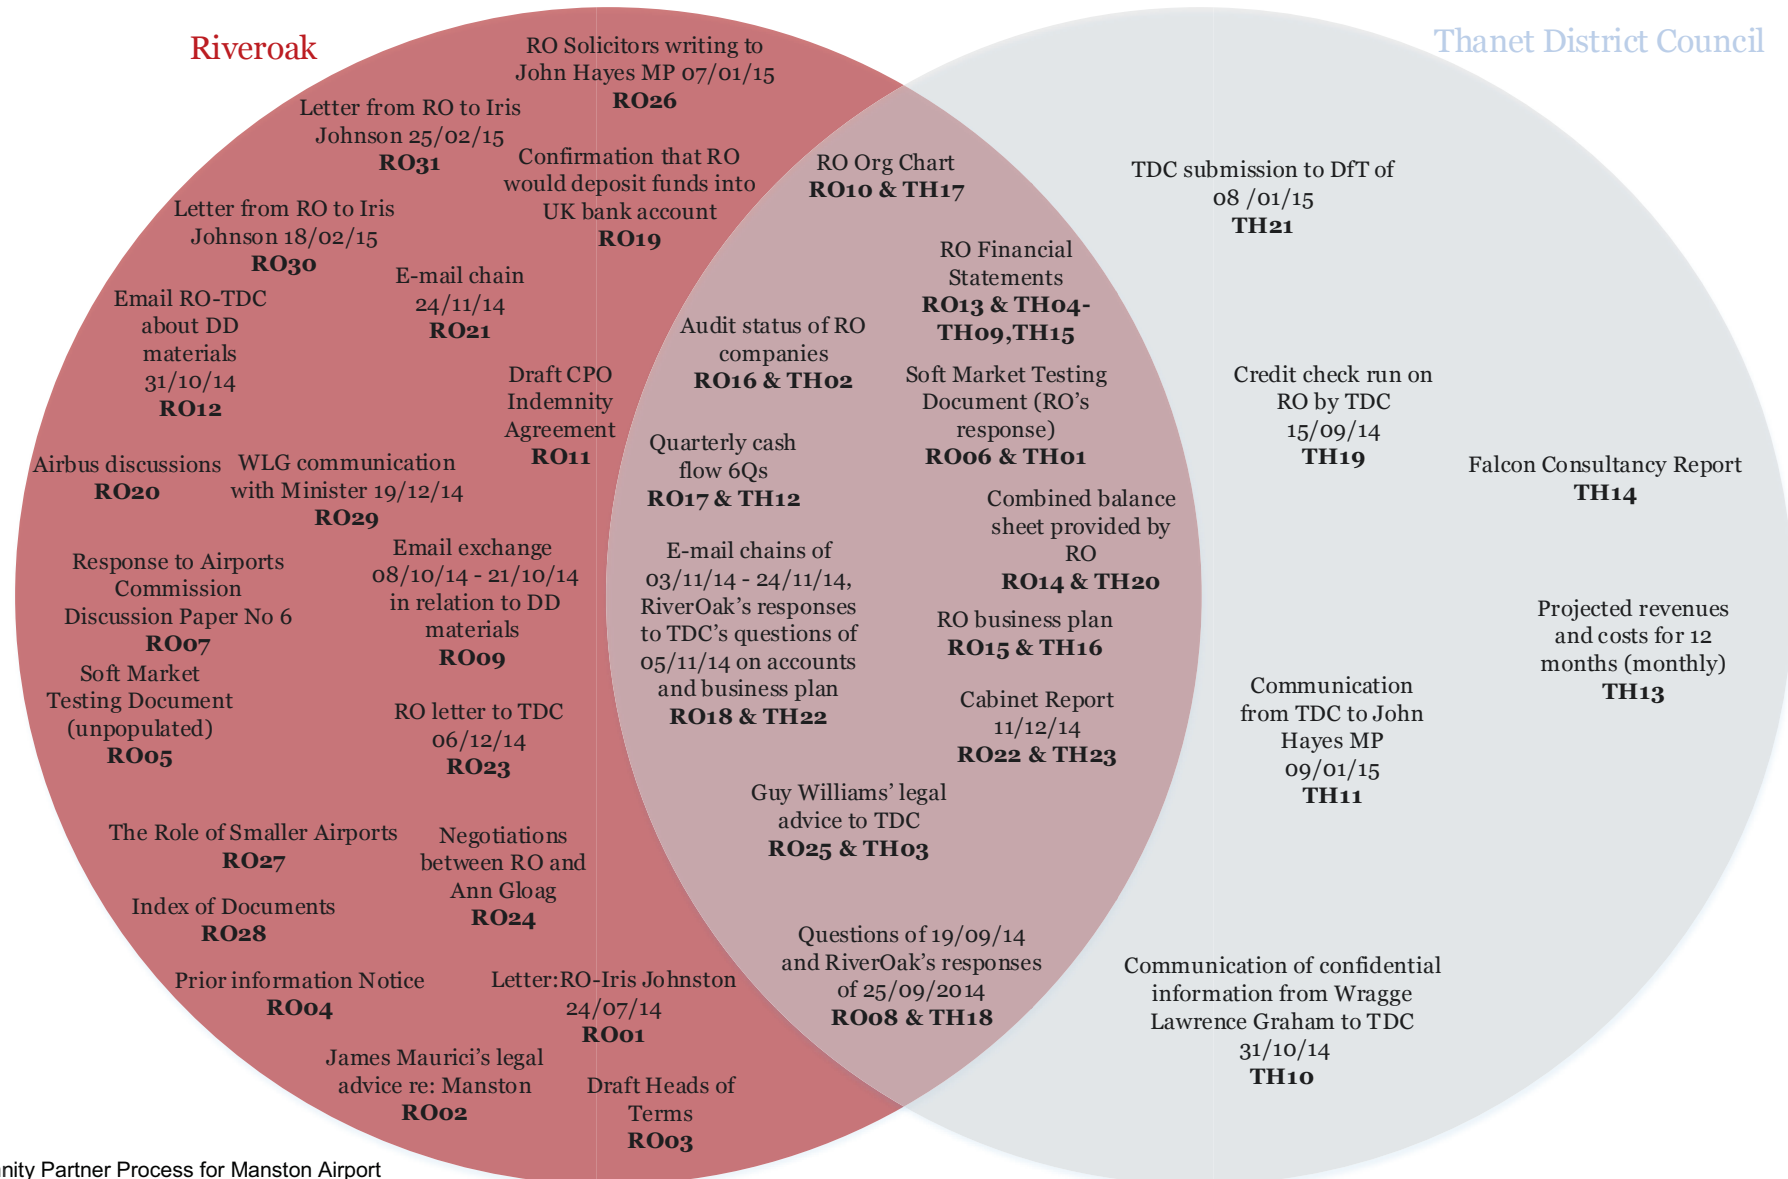 Riveroak
Thanet District Council
RO Solicitors writing to
John Hayes MP 07/01/15
RO26
Letter from RO to Iris
Johnson 25/02/15
RO31
Confirmation that RO
would deposit funds into
UK bank account
RO19
Letter from RO to Iris
Johnson 18/02/15
RO30
E-mail chain
24/11/14
RO21
Email RO-TDC
about DD
materials
31/10/14
RO12
Draft CPO
Indemnity
Agreement
RO11
Airbus discussions
RO20
WLG communication
with Minister 19/12/14
RO29
Response to Airports
Commission
Discussion Paper No 6
RO07
Email exchange
08/10/14 - 21/10/14
in relation to DD
materials
RO09
Soft Market
Testing Document
(unpopulated)
RO05
RO letter to TDC
06/12/14
RO23
The Role of Smaller Airports
RO27
Negotiations
between RO and
Ann Gloag
RO24
Index of Documents
RO28
Prior information Notice
RO04
Letter:RO-Iris Johnston
24/07/14
RO01
James Maurici's legal
advice re: Manston
RO02
Draft Heads of
Terms
RO03
RO Org Chart
RO10 & TH17
RO Financial
Statements
RO13 & TH04-
TH09,TH15
Audit status of RO
companies
RO16 & TH02
Soft Market Testing
Document (RO's
response)
RO06 & TH01
Quarterly cash
flow 6Qs
RO17 & TH12
Combined balance
sheet provided by
RO
RO14 & TH20
E-mail chains of
03/11/14 - 24/11/14,
RiverOak's responses
to TDC's questions of
05/11/14 on accounts
and business plan
RO18 & TH22
RO business plan
RO15 & TH16
Cabinet Report
11/12/14
RO22 & TH23
Guy Williams' legal
advice to TDC
RO25 & TH03
Questions of 19/09/14
and RiverOak's responses
of 25/09/2014
RO08 & TH18
TDC submission to DfT of
08 /01/15
TH21
Credit check run on
RO by TDC
15/09/14
TH19
Falcon Consultancy Report
TH14
Projected revenues
and costs for 12
months (monthly)
TH13
Communication
from TDC to John
Hayes MP
09/01/15
TH11
Communication of confidential
information from Wragge
Lawrence Graham to TDC
31/10/14
TH10
nity Partner Process for Manston Airport